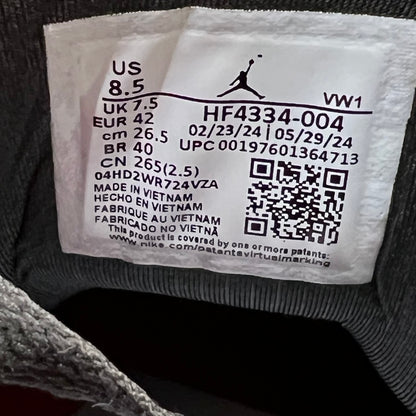 US
8.5
VW1
UK 7.5
HF4334-004
EUR 42
02/23/24 | 05/29/24
cm 26.5
UPC 00197601364713
BR 40
CN 265(2.5)
04HD2WR724VZA
MADE IN VIETNAM
HECHO EN VIETNAM
FABRIQUE AU VIETNAM
FABRICADO NO VIETNÃ
This product is covered by one or more patents:
www.nike.com/patentsvirtualmarking